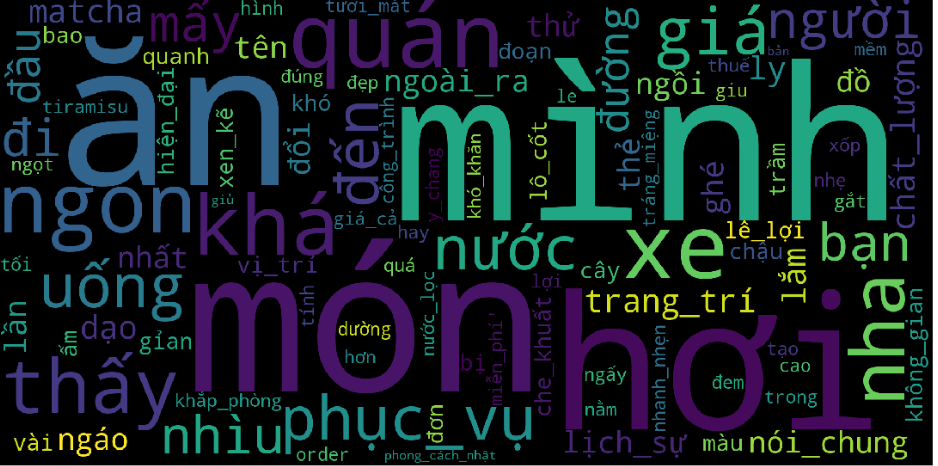 matcha
bao
hình
mấy
tươi_mát
quán
thử
giá
người
bản
mềm
đầu
quanh
tên
đoạn
đường
thuế
ly
đồ
tiramisu
ăn
đúng
đẹp
ngoài_ra
ngồi
giu
đi
hiện_đại
khó
le
mình
chất_lượng
ngọt
xen_kẽ
đổi
đến
công_trình
khó_khăn
lô_cốt
thẻ
tráng_miệng
ghé
trầm
xốp
nhẹ
gắt
ngon
giù
khá
giá_cả
y_chang
hay
nước
xe
lê_lợi
châu
lắm
bạn
tối
nhất
vị_trí
quá
lợi
cây
uống
tính
nước_lọc
trang_trí
nha
không_gian
lần
ấm
dạo
gián
món
dường
hơn
bị
miễn_phí'
che_khuất
hơi
nhanh_nhẹn
tạo
cao
trong
ngấy
đem
thấy
khắp_phòng
nằm
vài
ngáo
nhìu
phục_vụ
đơn
order
phong_cách_nhật
lịch_sự
màu
nói_chung